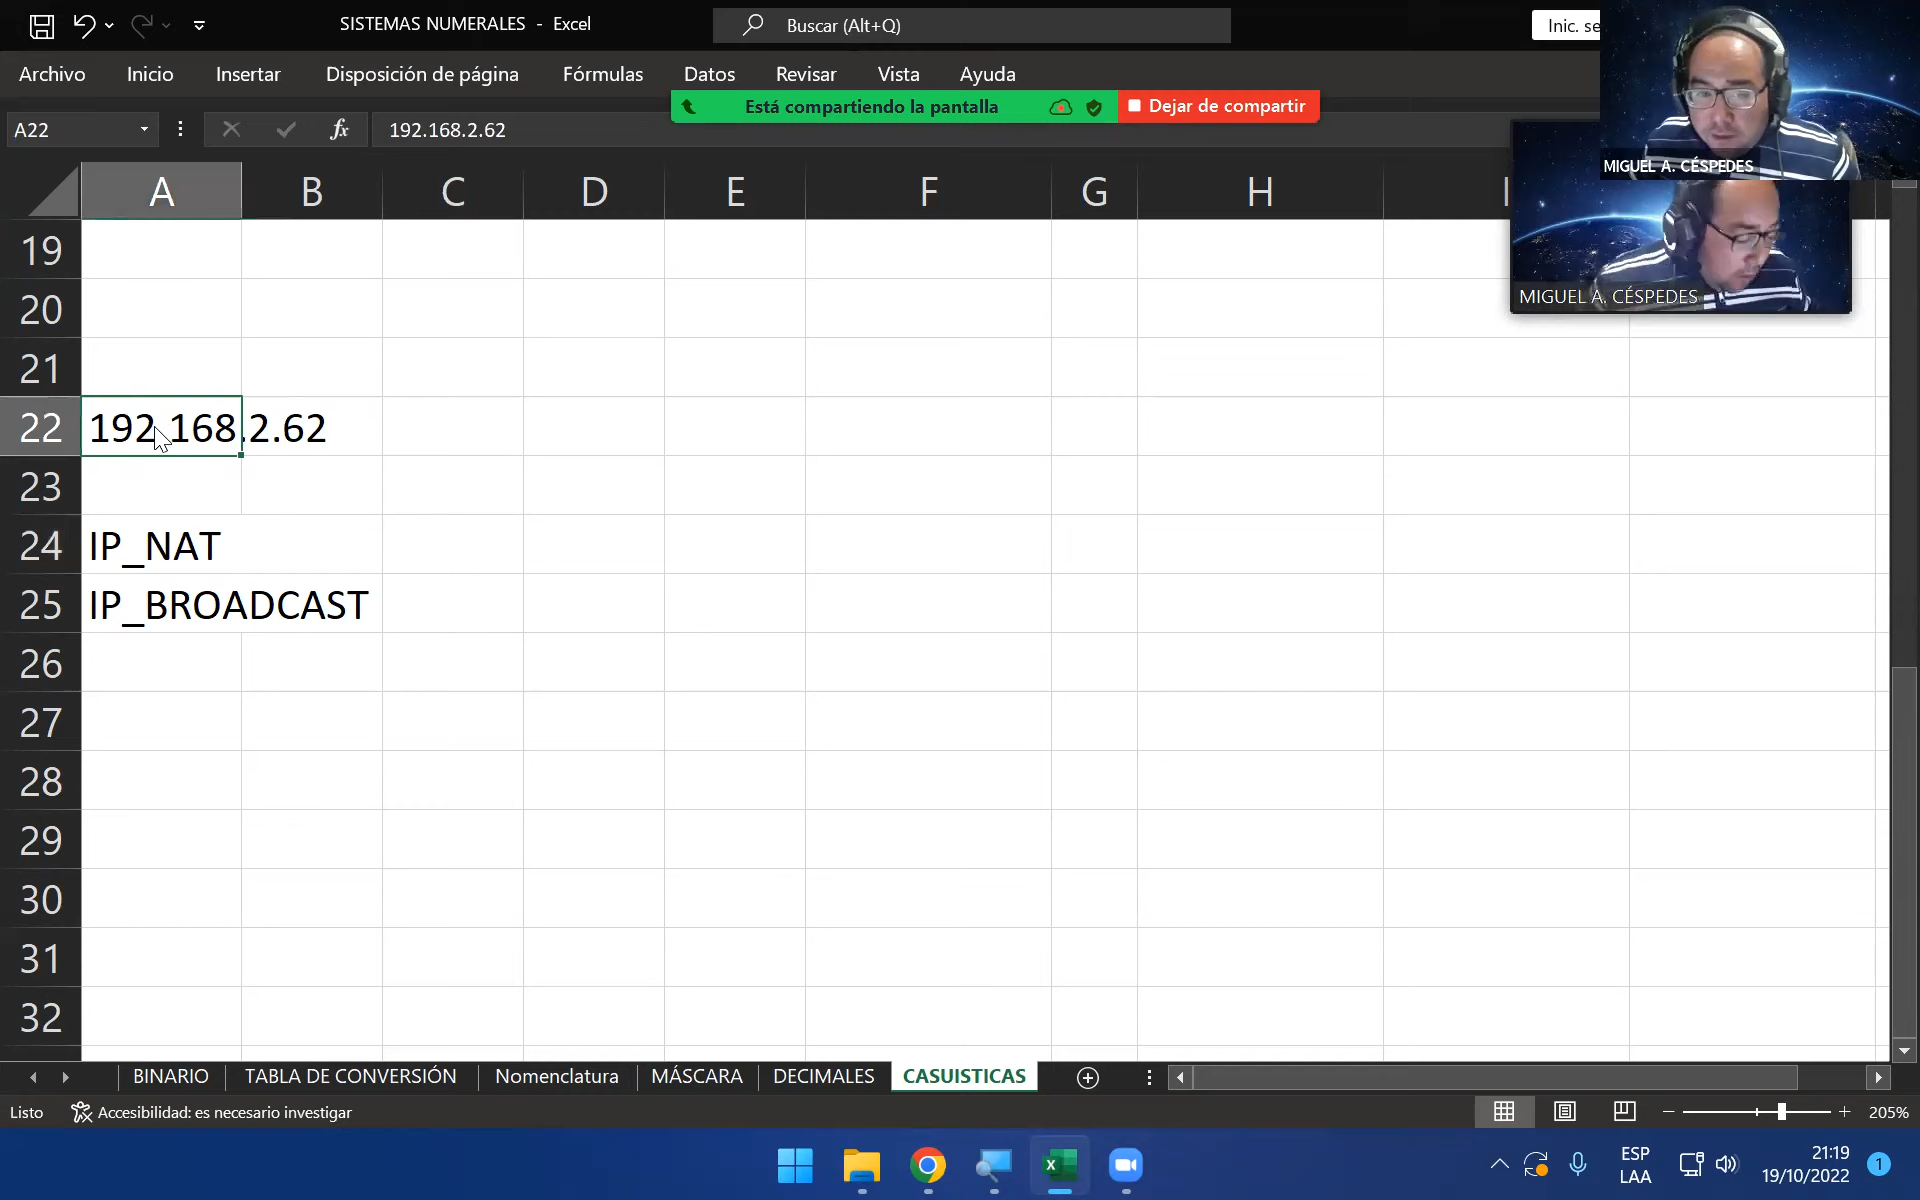 SISTEMAS NUMERALES - Excel
Buscar (Alt+Q)
Inic. se
Archivo
Inicio
Insertar
Disposición de página
Fórmulas
Datos
Revisar
Vista
Ayuda
Está compartiendo la pantalla
Dejar de compartir
A22
fx
192.168.2.62
MIGUEL A. CÉSPEDES
MIGUEL A. CÉSPEDES
A B C D E F G H
19
20
21
22 192.168.2.62
23
24 IP_NAT
25 IP_BROADCAST
26
27
28
29
30
31
32
BINARIO
TABLA DE CONVERSIÓN
Nomenclatura
MÁSCARA
DECIMALES
CASUISTICAS
Listo
Accesibilidad: es necesario investigar
205%
ESP
LAA
21:19
19/10/2022
1